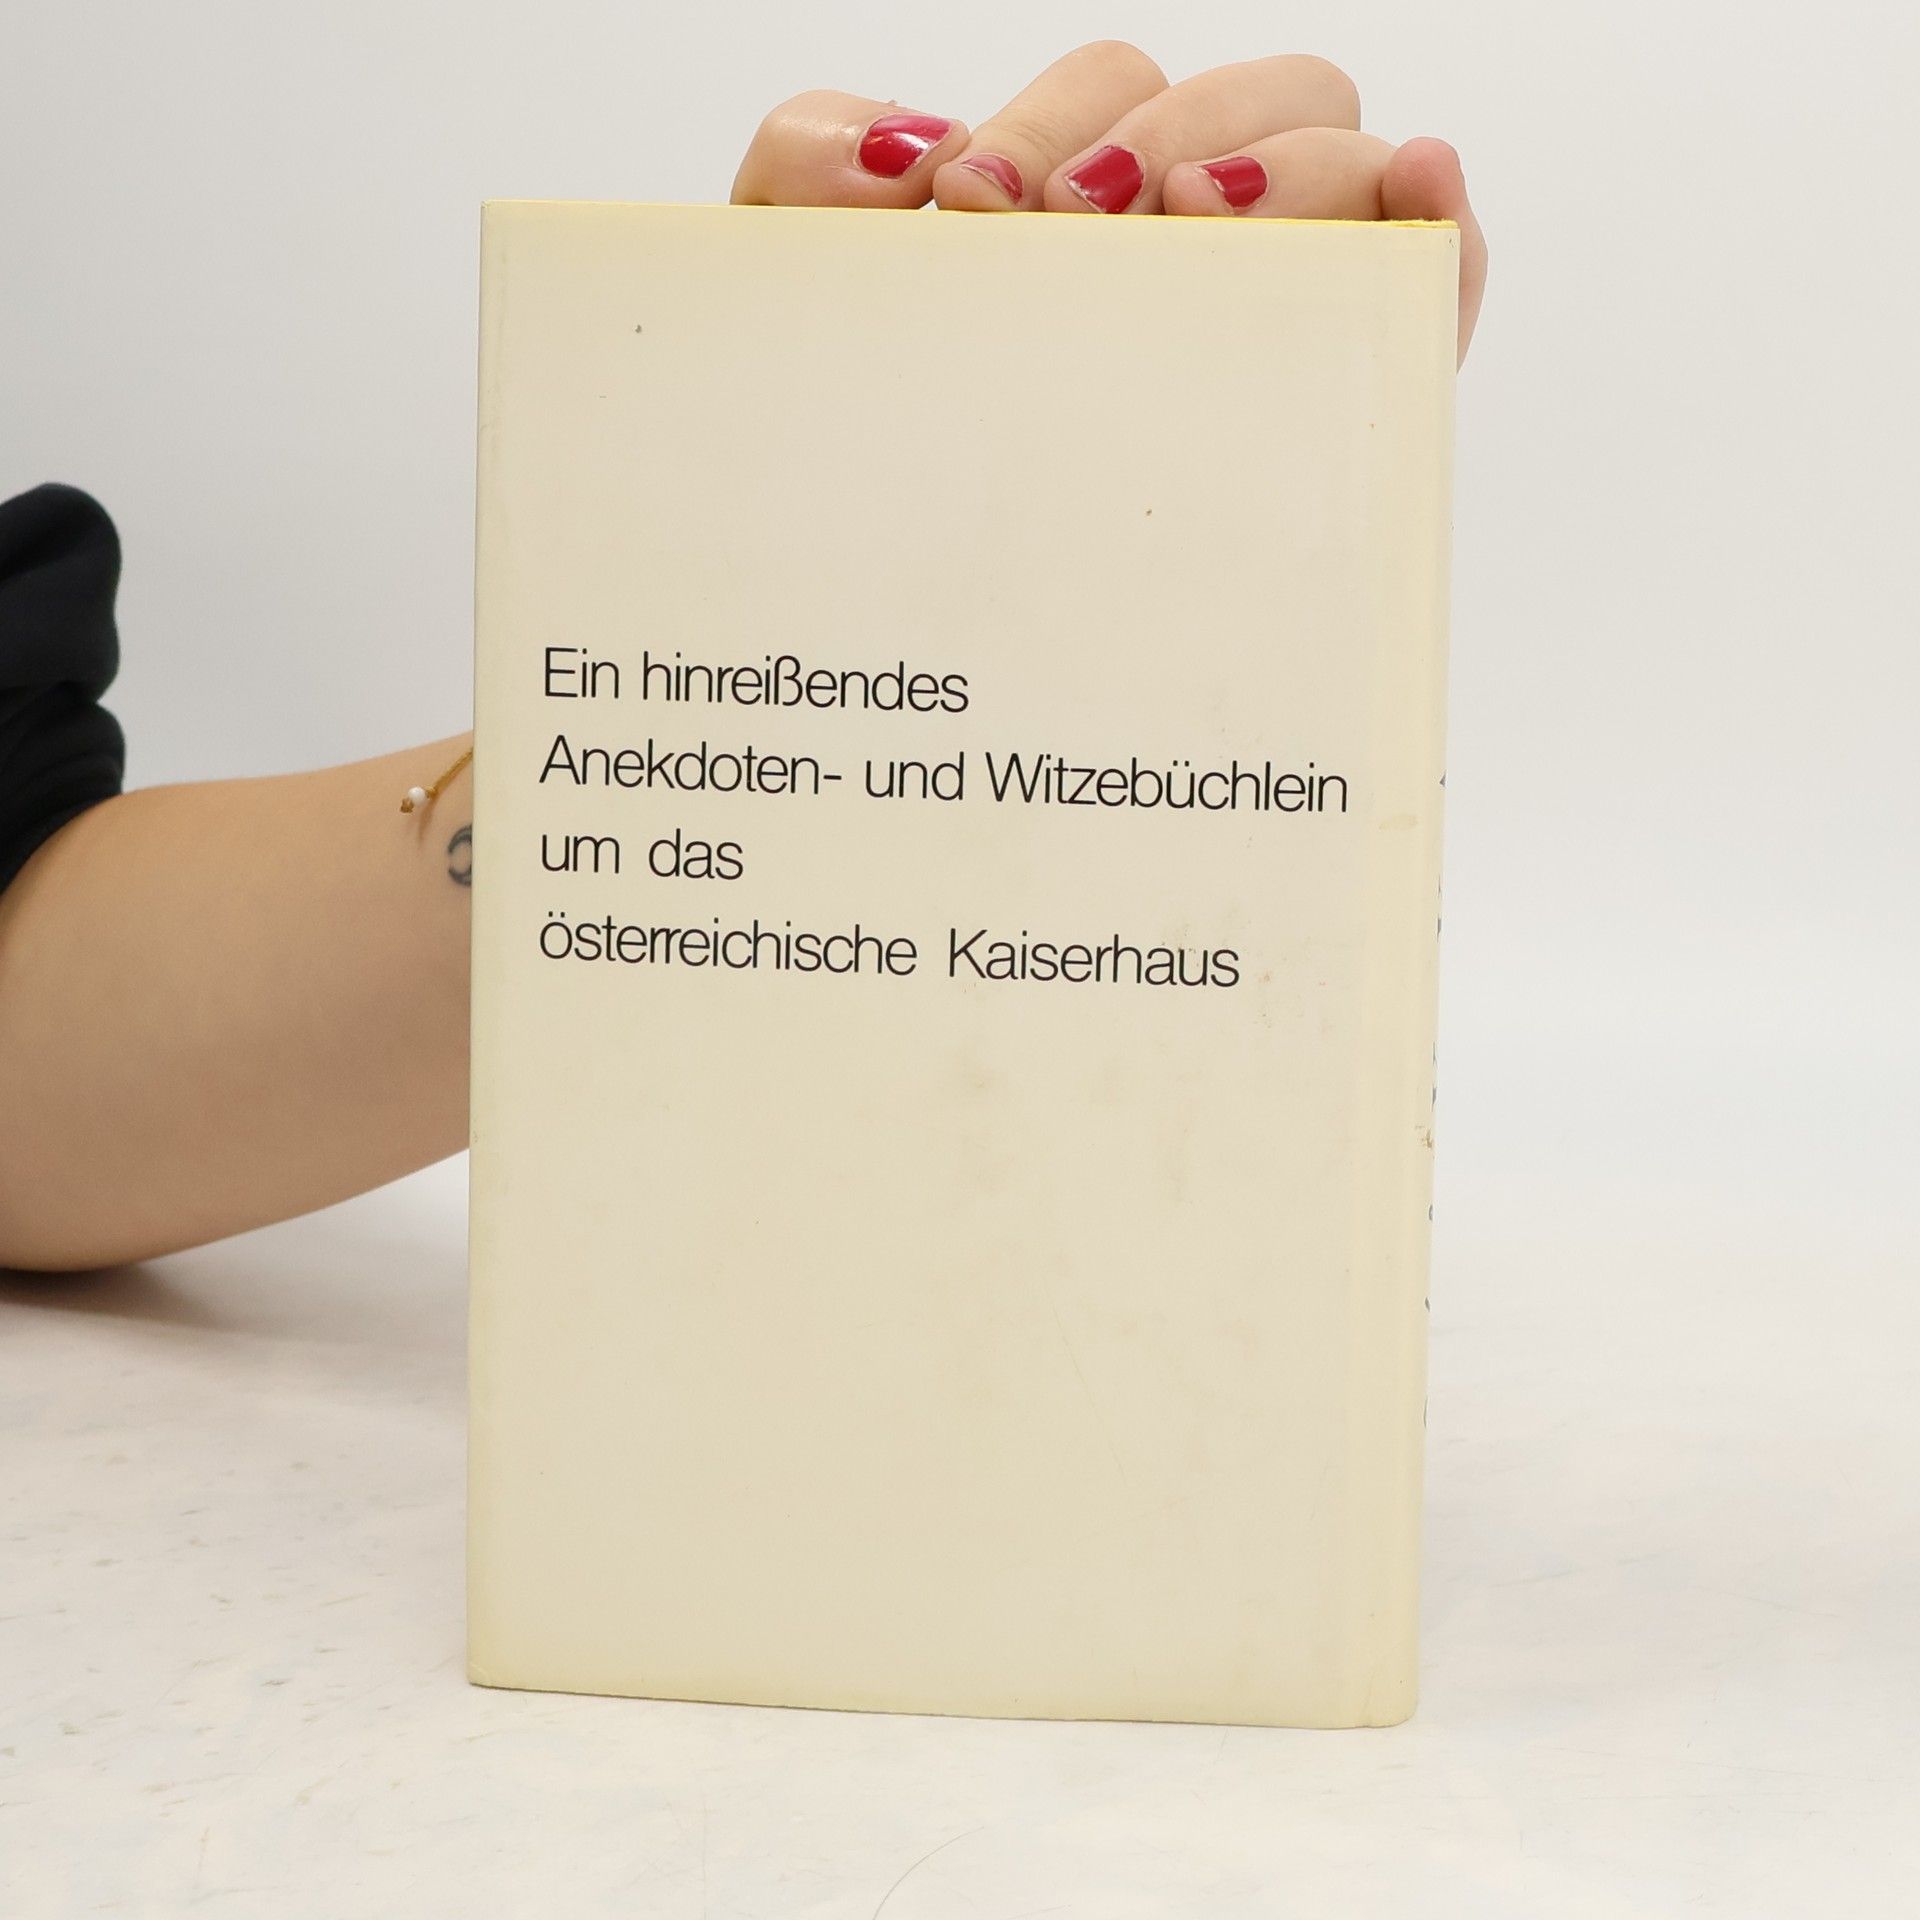 Ein hinreißendes
Anekdoten- und Witzebüchlein
um das
österreichische Kaiserhaus